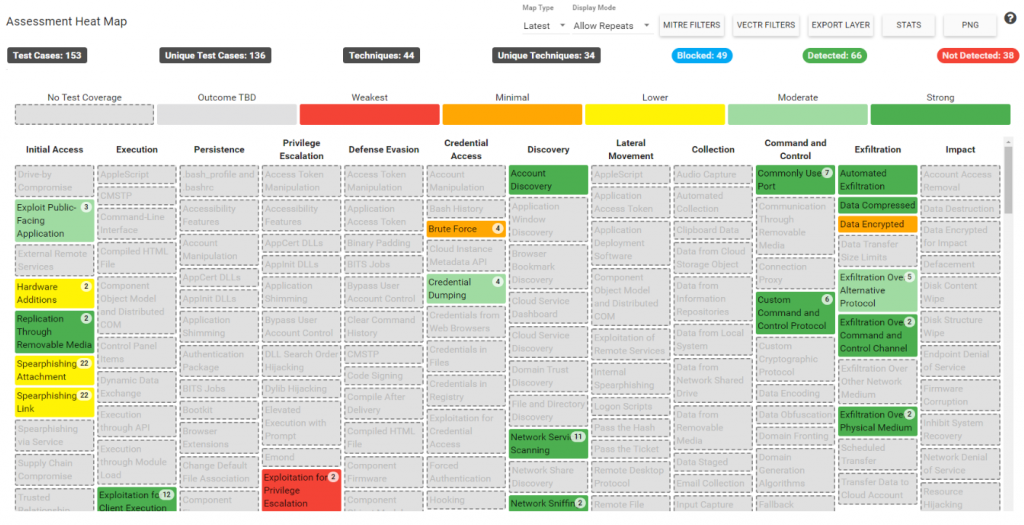 Assessment Heat Map
Map Type
Display Mode
Latest
Allow Repeats
MITRE FILTERS
VECTR FILTERS
EXPORT LAYER
STATS
PNG
?
Test Cases: 153
Unique Test Cases: 136
Techniques: 44
Unique Techniques: 34
Blocked: 49
Detected: 66
Not Detected: 38
No Test Coverage
Outcome TBD
Weakest
Minimal
Lower
Moderate
Strong
Initial Access
Drive-by
Compromise
Exploit Public-
3
Facing
Application
External Remote
Services
Hardware
2
Additions
Replication
2
Through
Removable Media
Spearphishing
22
Attachment
Spearphishing
22
Link
Spearphishing
via Service
Supply Chain
Compromise
Trusted
Relationship
Execution
AppleScript
CMSTP
Command-Line
Interface
Compiled HTML
File
Component
Object Model
and Distributed
COM
Control Panel
Items
Dynamic Data
Exchange
Execution
through API
Execution
through Module
Load
Exploitation fo
12
Client Execution
Persistence
.bash_profile and
.bashrc
Accessibility
Features
Account
Manipulation
AppCert DLLs
AppInit DLLs
Application
Shimming
Authentication
Package
BITS Jobs
Bootkit
Browser
Extensions
Change Default
File Association
Component
Privilege
Escalation
Access Token
Manipulation
Accessibility
Features
AppCert DLLs
AppInit DLLs
Application
Shimming
Bypass User
Account Control
DLL Search Order
Hijacking
Dylib Hijacking
Elevated
Execution with
Prompt
Emond
Exploitation for
2
Privilege
Escalation
Defense Evasion
Access Token
Manipulation
Application
Access Token
Binary Padding
BITS Jobs
Bypass User
Account Control
Clear Command
History
CMSTP
Code Signing
Compile After
Delivery
Compiled HTML
File
Component
Firmware
Component
Credential
Access
Account
Manipulation
Bash History
Brute Force
4
Cloud Instance
Metadata API
Credential
4
Dumping
Credentials from
Web Browsers
Credentials in
Files
Credentials in
Registry
Exploitation for
Credential
Access
Forced
Authentication
Hooking
Discovery
Account
Discovery
Application
Window
Discovery
Browser
Bookmark
Discovery
Cloud Service
Dashboard
Cloud Service
Discovery
Domain Trust
Discovery
File and Directory
Discovery
Network Servi
11
Scanning
Network Share
Discovery
Network Sniffin
2
Lateral
Movement
AppleScript
Application
Access Token
Application
Deployment
Software
Component
Object Model
and Distributed
COM
Exploitation of
Remote Services
Internal
Spearphishing
Logon Scripts
Pass the Hash
Pass the Ticket
Remote Desktop
Protocol
Remote File
Collection
Audio Capture
Automated
Collection
Clipboard Data
Data from Cloud
Storage Object
Data from
Information
Repositories
Data from Local
System
Data from
Network Shared
Drive
Data from
Removable
Media
Data Staged
Email Collection
Input Capture
Command and
Control
Commonly Use
7
Port
Communication
Through
Removable
Media
Connection
Proxy
Custom
6
Command and
Control Protocol
Custom
Cryptographic
Protocol
Data Encoding
Data Obfuscation
Domain Fronting
Domain
Generation
Algorithms
Fallback
Exfiltration
Automated
Exfiltration
Data Compressed
Data Encrypted
Data Transfer
Size Limits
Exfiltration Ove
5
Alternative
Protocol
Exfiltration Ove
2
Command and
Control Channel
Exfiltration Over
Other Network
Medium
Exfiltration Ove
2
Physical Medium
Scheduled
Transfer
Transfer Data to
Cloud Account
Impact
Account Access
Removal
Data Destruction
Data Encrypted
for Impact
Defacement
Disk Content
Wipe
Disk Structure
Wipe
Endpoint Denial
of Service
Firmware
Corruption
Inhibit System
Recovery
Network Denial
of Service
Resource
Hijacking